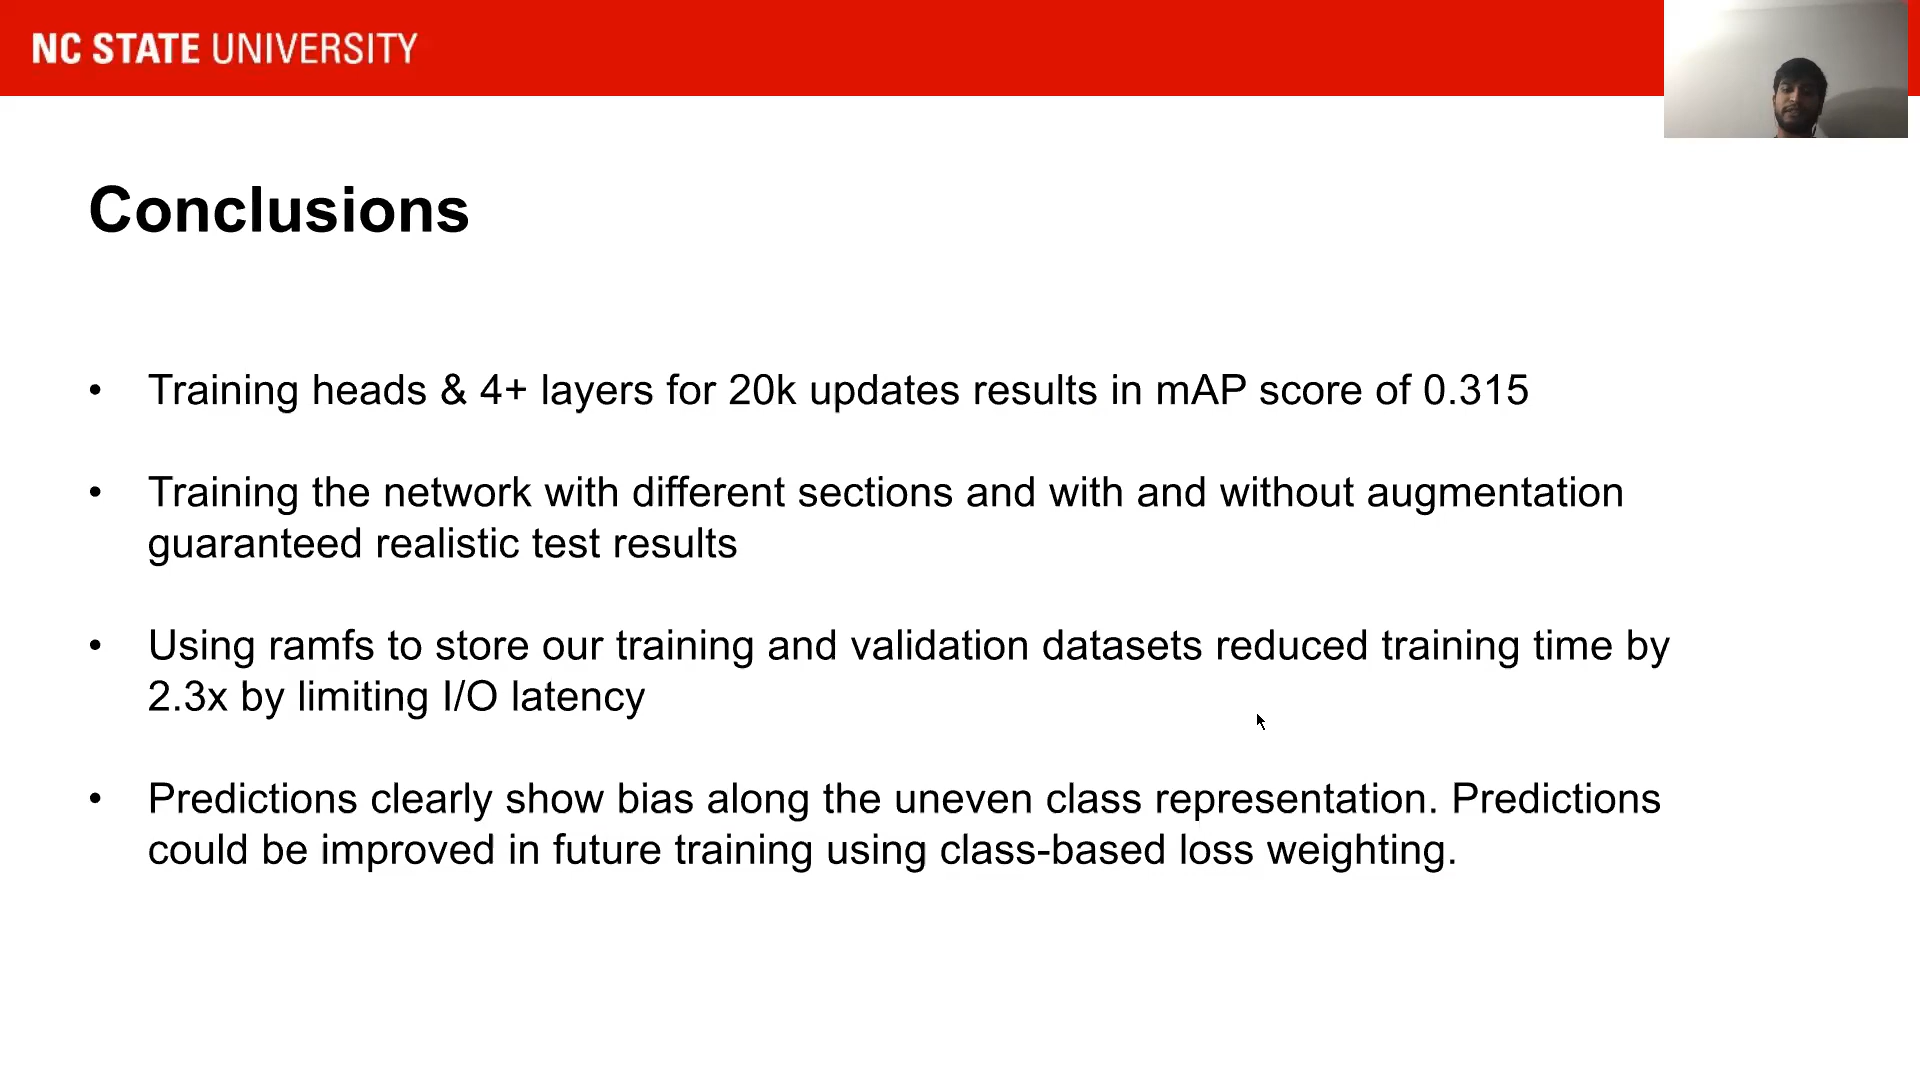 NC STATE UNIVERSITY
Conclusions
• Training heads & 4+ layers for 20k updates results in mAP score of 0.315
• Training the network with different sections and with and without augmentation
guaranteed realistic test results
• Using ramfs to store our training and validation datasets reduced training time by
2.3x by limiting I/O latency
• Predictions clearly show bias along the uneven class representation. Predictions
could be improved in future training using class-based loss weighting.